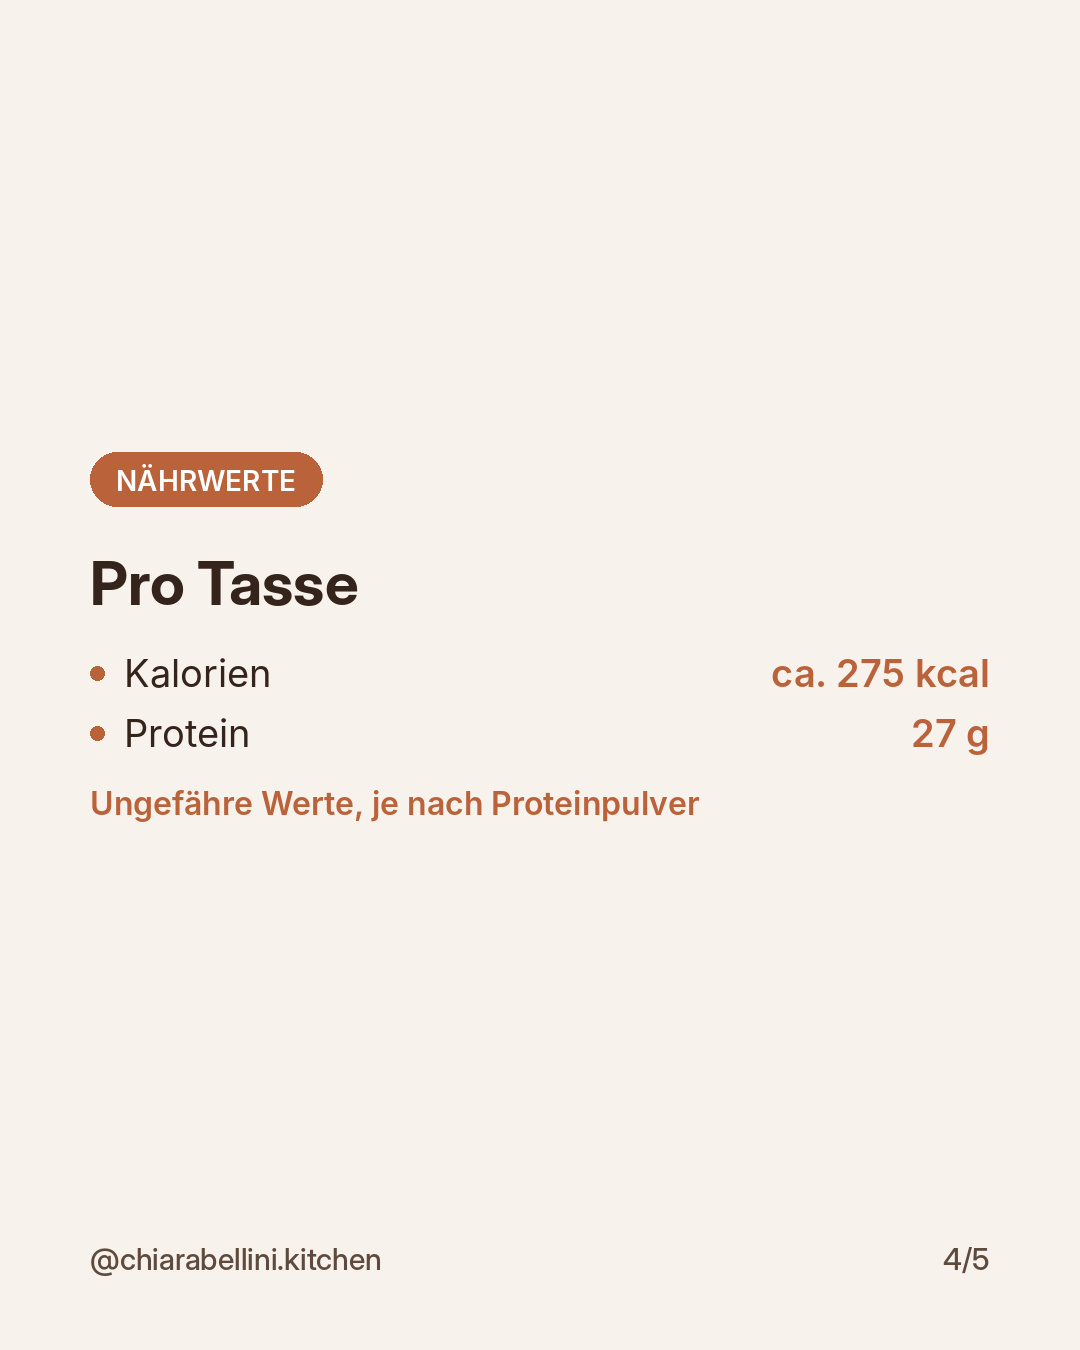 NÄHRWERTE
Pro Tasse
• Kalorien ca. 275 kcal
• Protein 27 g
Ungefähre Werte, je nach Proteinpulver
@chiarabellini.kitchen 4/5